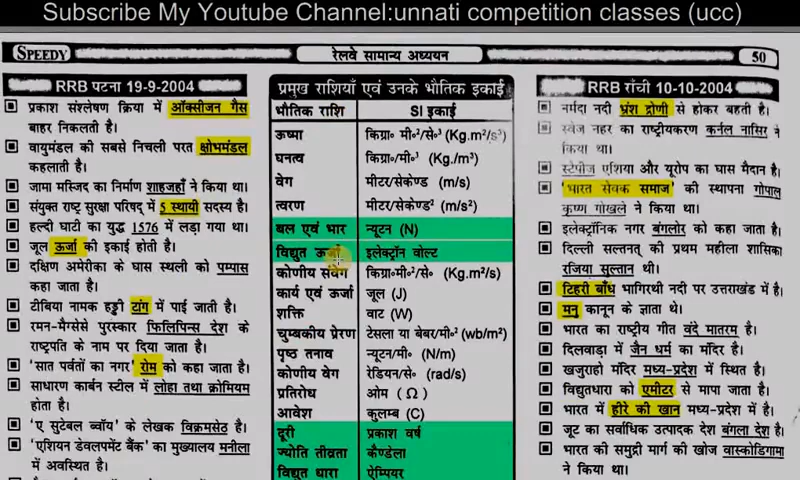 Subscribe My Youtube Channel:unnati competition classes (ucc)
SPEEDY
रेलवे सामान्य अध्ययन
50
RRB पटना 19-9-2004
प्रकाश संश्लेषण क्रिया में ऑक्सीजन गैस
बाहर निकलती है।
वायुमंडल की सबसे निचली परत क्षोभमंडल
कहलाती है।
जामा मस्जिद का निर्माण शाहजहाँ ने किया था।
संयुक्त राष्ट्र सुरक्षा परिषद् में 5 स्थायी सदस्य है।
हल्दी घाटी का युद्ध 1576 में लड़ा गया था।
जूल ऊर्जा की इकाई होती है।
दक्षिण अमेरिका के घास स्थली को पम्पास
कहा जाता है।
टीबिया नामक हड्डी टांग में पाई जाती है।
रमन-मैग्सेसे पुरस्कार फिलिपिन्स देश के
राष्ट्रपति के नाम पर दिया जाता है।
'सात पर्वतों का नगर' रोम को कहा जाता है।
साधारण कार्बन स्टील में लोहा तथा क्रोमियम
होता है।
'ए सुटेबल ब्वॉय' के लेखक विक्रमसेठ है।
'एशियन डेवलपमेंट बैंक' का मुख्यालय मनीला
में अवस्थित है।
प्रमुख राशियाँ एवं उनके भौतिक इकाई
भौतिक राशि SI इकाई
ऊष्मा किग्रा० मी०²/से०³ (Kg.m²/s³)
घनत्व किग्रा०/मी०³ (Kg./m³)
वेग मीटर/सेकेण्ड (m/s)
त्वरण मीटर/सेकेण्ड² (m/s²)
बल एवं भार न्यूटन (N)
विद्युत ऊर्जा इलेक्ट्रॉन वोल्ट
कोणीय संवेग किग्रा०मी०²/से० (Kg.m²/s)
कार्य एवं ऊर्जा जूल (J)
शक्ति वाट (W)
चुम्बकीय प्रेरण टेसला या बेबर/मी०² (wb/m²)
पृष्ठ तनाव न्यूटन/मी० (N/m)
कोणीय वेग रेडियन/से० (rad/s)
प्रतिरोध ओम (Ω)
आवेश कुलम्ब (C)
दूरी प्रकाश वर्ष
ज्योति तीव्रता कैण्डेला
विद्युत धारा ऐम्पियर
RRB राँची 10-10-2004
नर्मदा नदी भ्रंश द्रोणी से होकर बहती है।
स्वेज नहर का राष्ट्रीयकरण कर्नल नासिर ने
किया था।
स्टेपीज एशिया और यूरोप का घास मैदान है।
'भारत सेवक समाज' की स्थापना गोपाल
कृष्ण गोखले ने किया था।
इलेक्ट्रॉनिक नगर बंगलोर को कहा जाता है।
दिल्ली सल्तनत् की प्रथम महीला शासिका
रजिया सुल्तान थी।
टिहरी बाँध भागिरथी नदी पर उत्तराखंड में है।
मनु कानून के ज्ञाता थे।
भारत का राष्ट्रीय गीत वंदे मातरम है।
दिलवाड़ा में जैन धर्म का मंदिर है।
खजुराहो मंदिर मध्य-प्रदेश में स्थित है।
विद्युतधारा को एमीटर से मापा जाता है।
भारत में हीरे की खान मध्य-प्रदेश में है।
जूट का सर्वाधिक उत्पादक देश बंगला देश है।
भारत की समुद्री मार्ग की खोज वास्कोडिगामा
ने किया था।